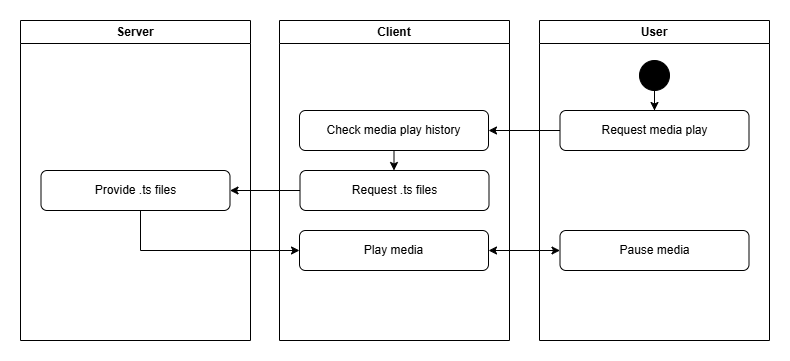 Server
Client
User
Check media play history
Request media play
Provide .ts files
Request .ts files
Play media
Pause media